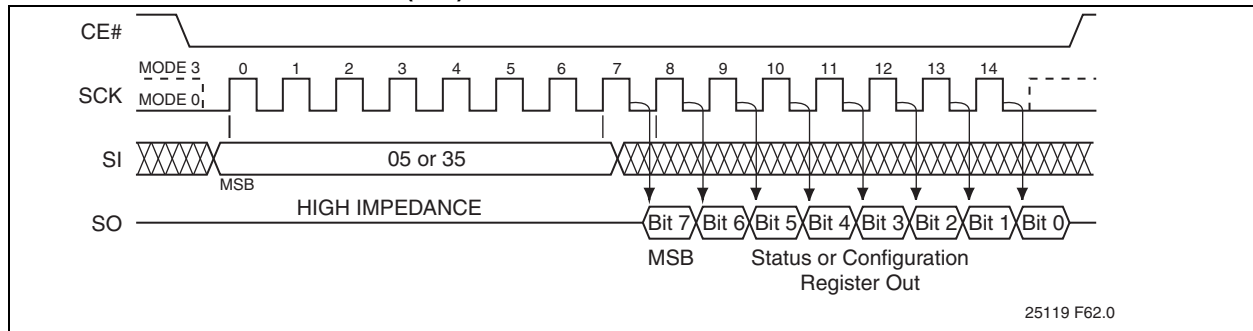 CE#
MODE 3 0 1 2 3 4 5 6 7 8 9 10 11 12 13 14
SCK
MODE 0
SI 05 or 35
MSB
HIGH IMPEDANCE
SO Bit 7 Bit 6 Bit 5 Bit 4 Bit 3 Bit 2 Bit 1 Bit 0
MSB Status or Configuration
Register Out
25119 F62.0